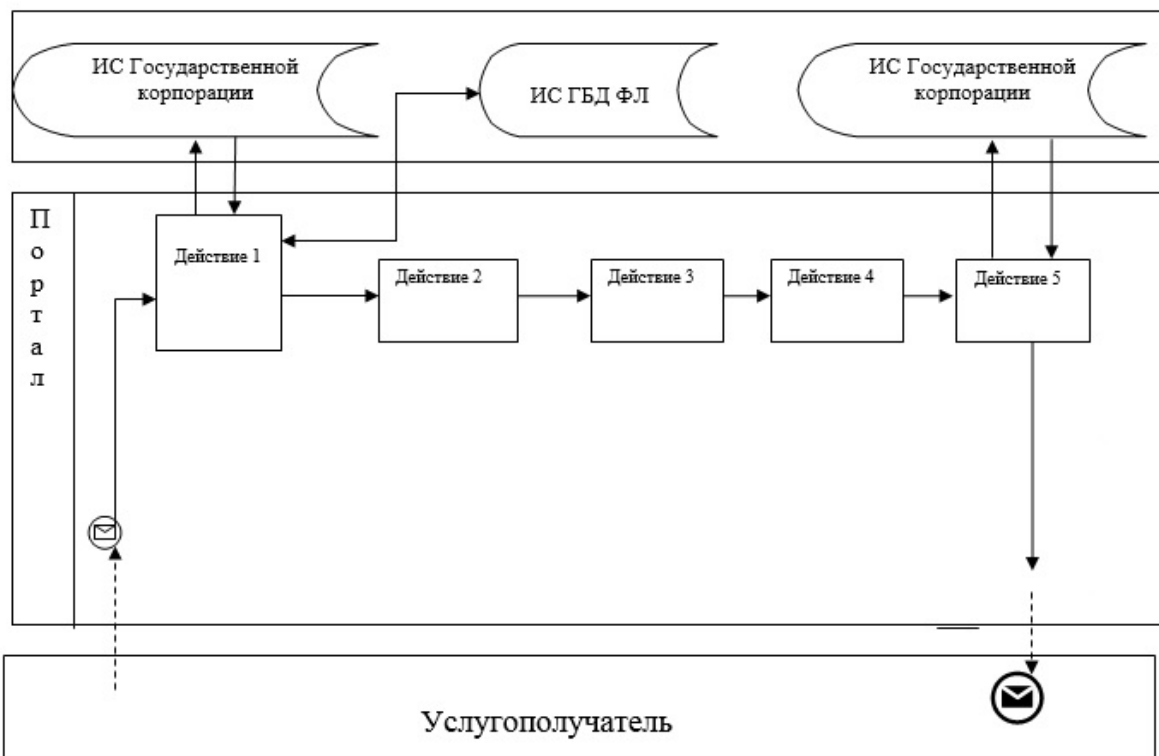 ИС Государственной
корпорации
ИС ГБД ФЛ
ИС Государственной
корпорации
Портал
Действие 1
Действие 2
Действие 3
Действие 4
Действие 5
Услугополучатель